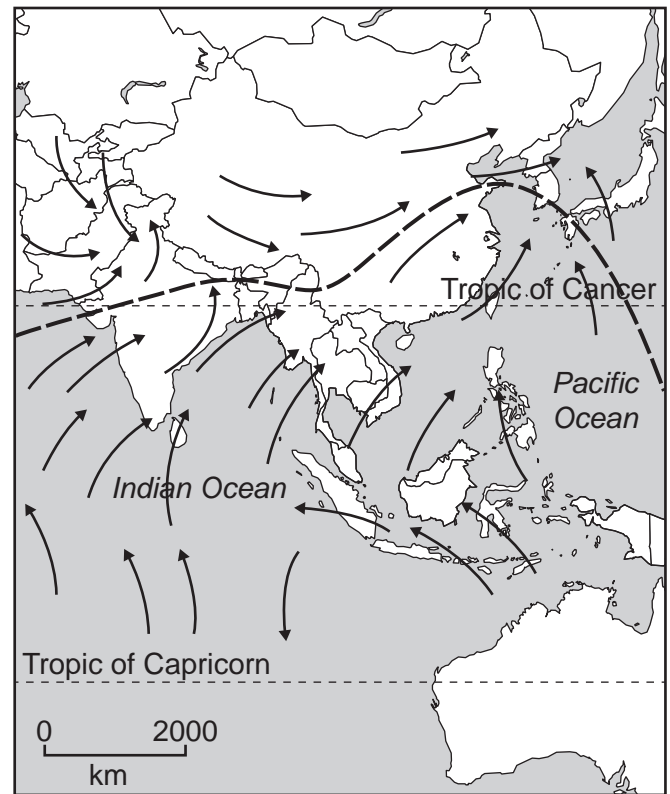 Tropic of Cancer
Pacific
Ocean
Indian Ocean
Tropic of Capricorn
0 2000
km